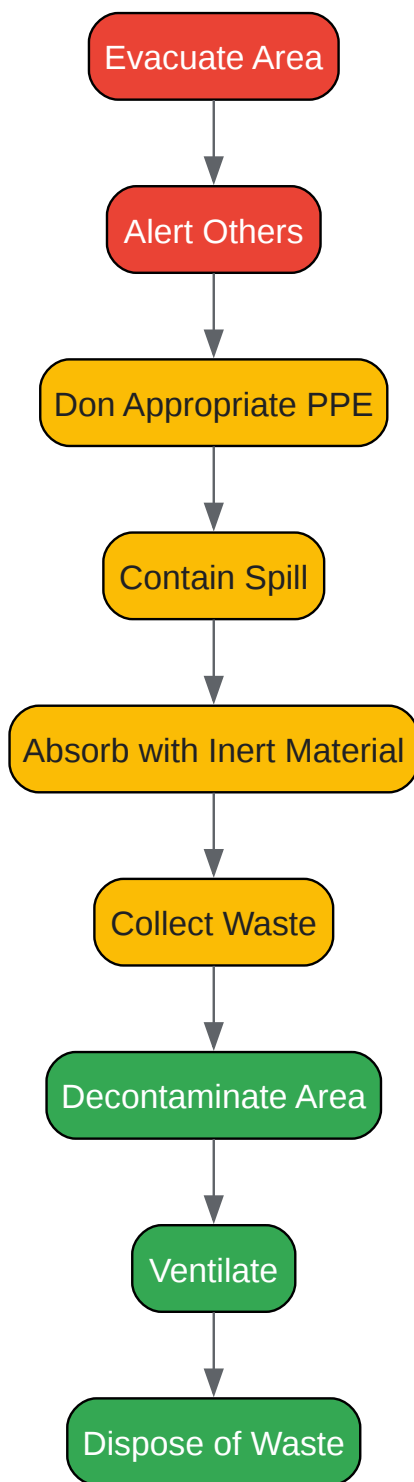 Evacuate Area
Alert Others
Don Appropriate PPE
Contain Spill
Absorb with Inert Material
Collect Waste
Decontaminate Area
Ventilate
Dispose of Waste